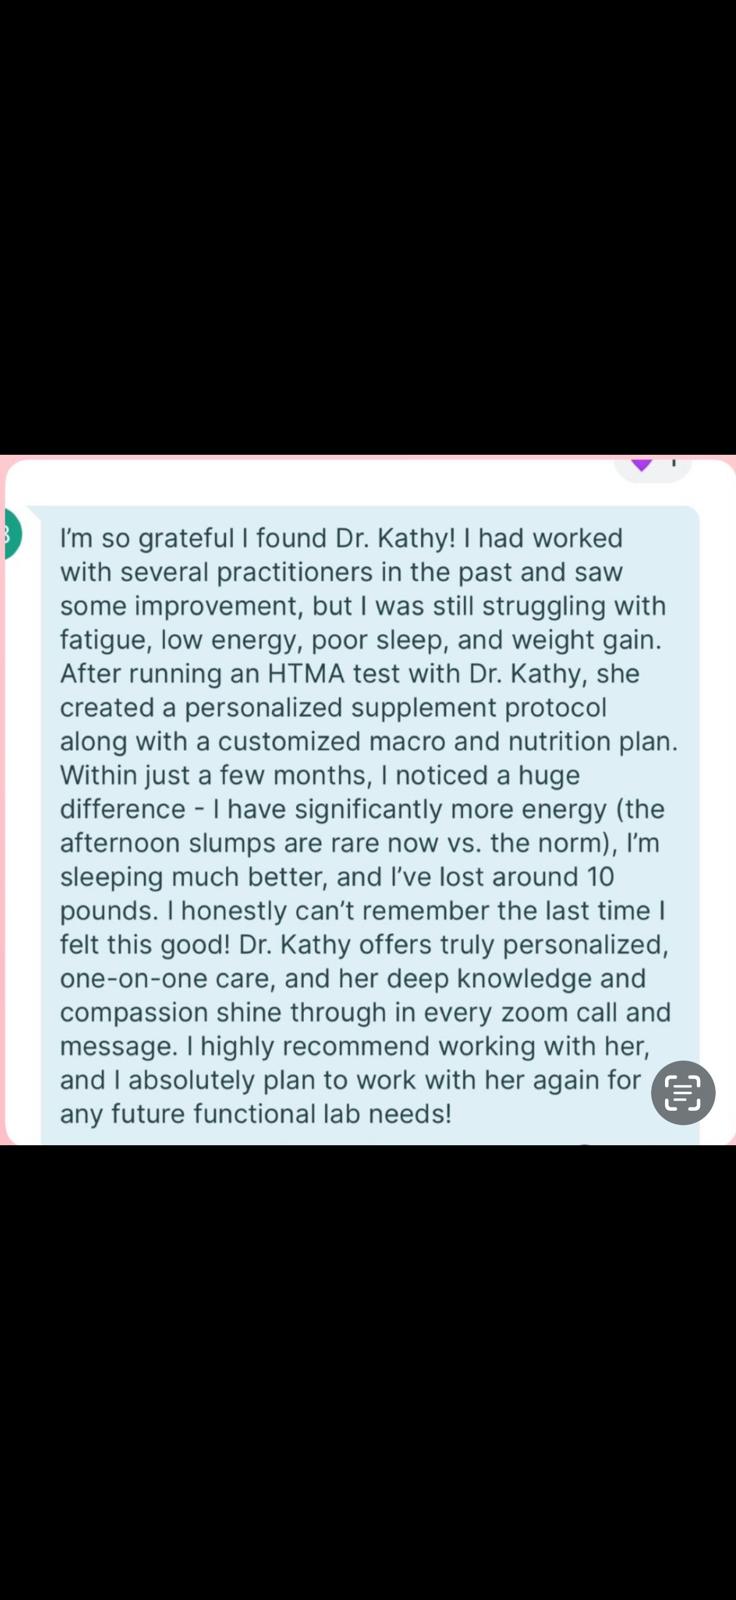 I'm so grateful I found Dr. Kathy! I had worked
with several practitioners in the past and saw
some improvement, but I was still struggling with
fatigue, low energy, poor sleep, and weight gain.
After running an HTMA test with Dr. Kathy, she
created a personalized supplement protocol
along with a customized macro and nutrition plan.
Within just a few months, I noticed a huge
difference - I have significantly more energy (the
afternoon slumps are rare now vs. the norm), I'm
sleeping much better, and I've lost around 10
pounds. I honestly can't remember the last time I
felt this good! Dr. Kathy offers truly personalized,
one-on-one care, and her deep knowledge and
compassion shine through in every zoom call and
message. I highly recommend working with her,
and I absolutely plan to work with her again for
any future functional lab needs!